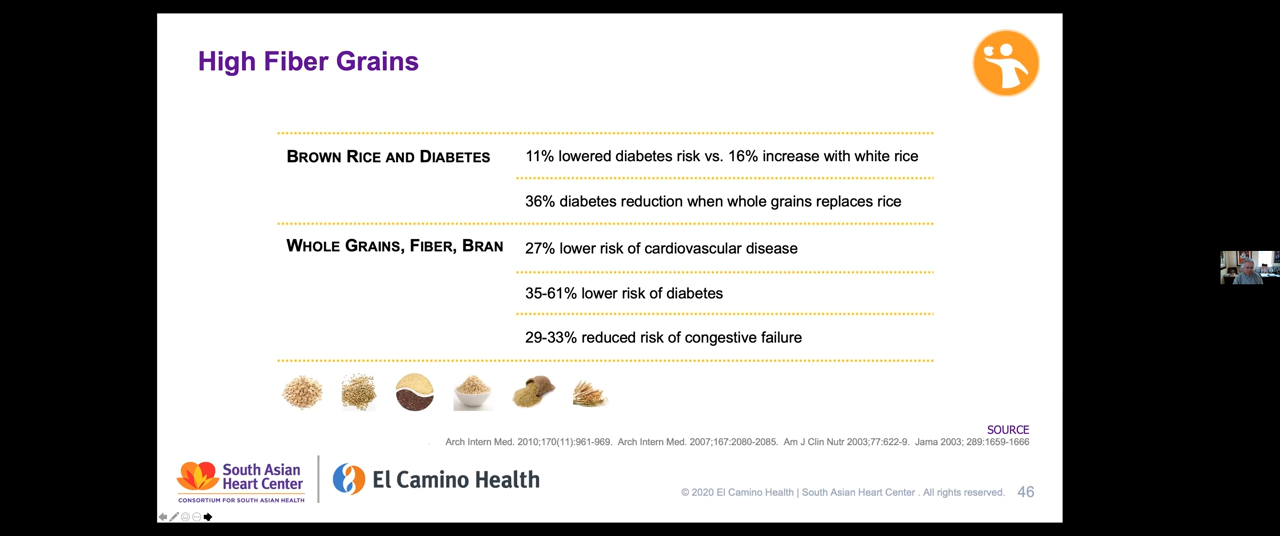 High Fiber Grains
BROWN RICE AND DIABETES
11% lowered diabetes risk vs. 16% increase with white rice
36% diabetes reduction when whole grains replaces rice
WHOLE GRAINS, FIBER, BRAN
27% lower risk of cardiovascular disease
35-61% lower risk of diabetes
29-33% reduced risk of congestive failure
SOURCE
Arch Intern Med. 2010;170(11):961-969. Arch Intern Med. 2007;167:2080-2085. Am J Clin Nutr 2003;77:622-9. Jama 2003; 289:1659-1666
South Asian
Heart Center
CONSORTIUM FOR SOUTH ASIAN HEALTH
El Camino Health
© 2020 El Camino Health | South Asian Heart Center . All rights reserved. 46